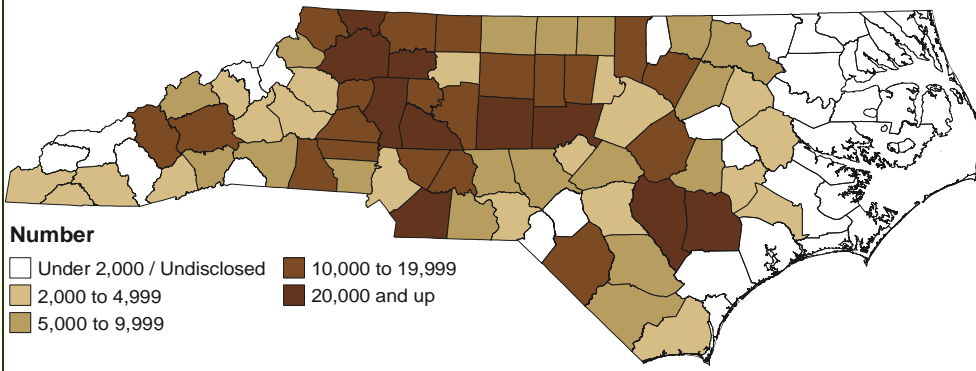 Number
Under 2,000 / Undisclosed
2,000 to 4,999
5,000 to 9,999
10,000 to 19,999
20,000 and up